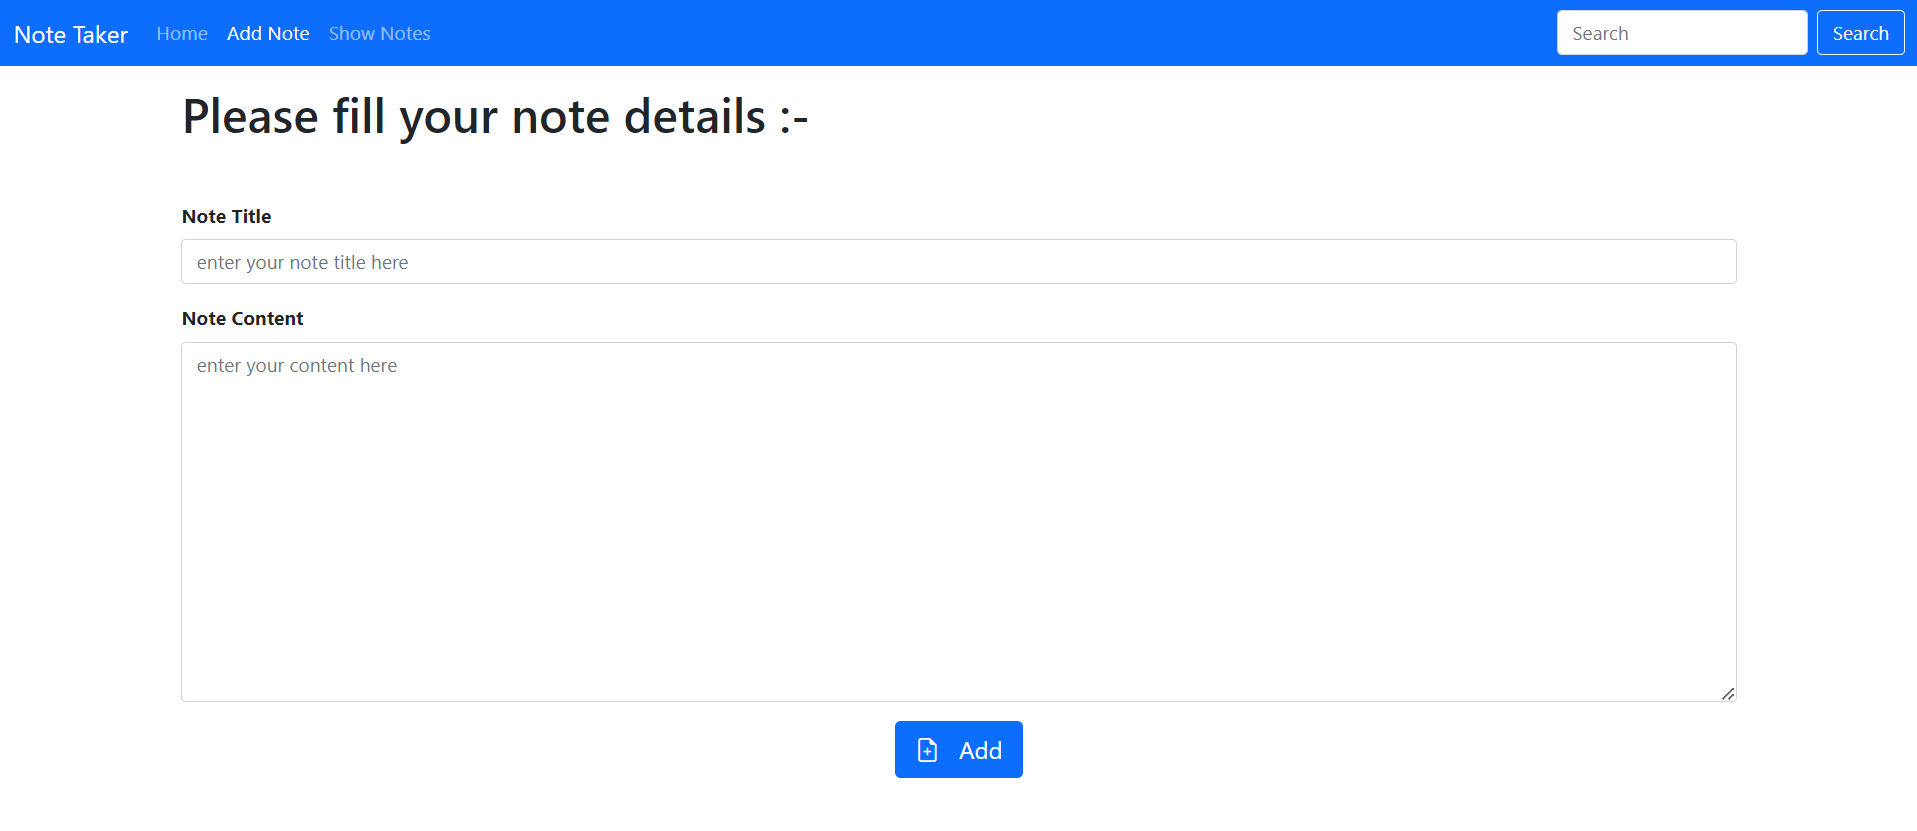 Note Taker Home Add Note Show Notes Search Search
Please fill your note details :-
Note Title
enter your note title here
Note Content
enter your content here
Add